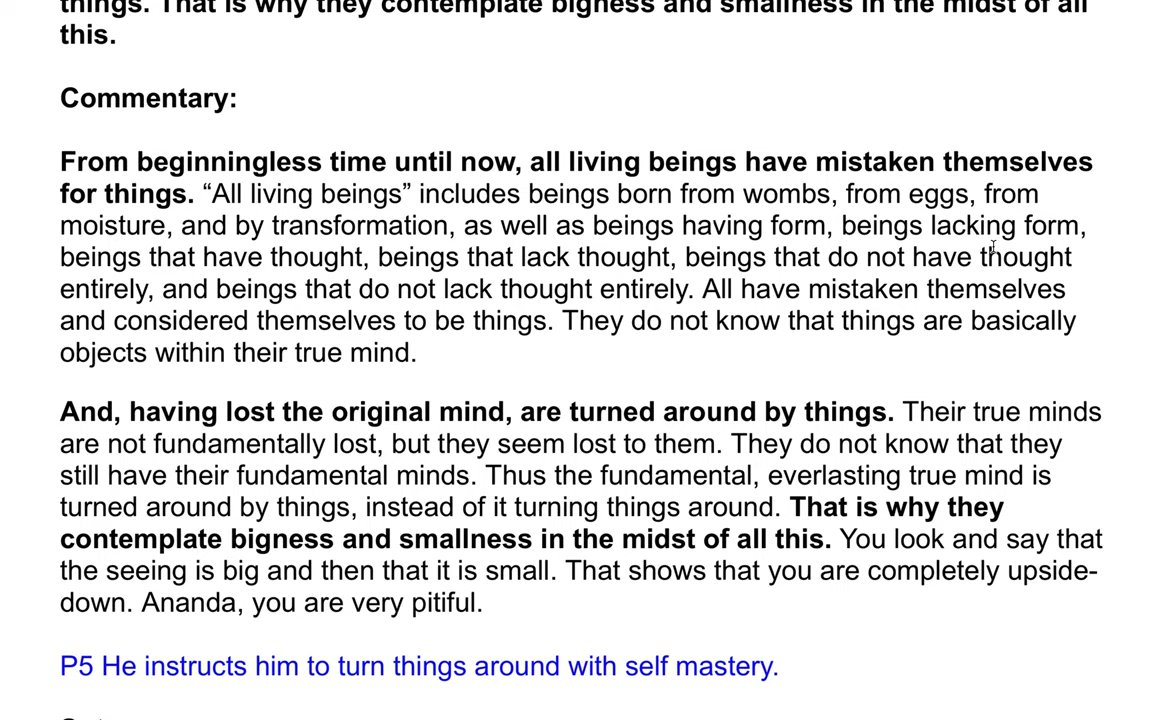 things. That is why they contemplate bigness and smallness in the midst of all
this.
Commentary:
From beginningless time until now, all living beings have mistaken themselves
for things. “All living beings” includes beings born from wombs, from eggs, from
moisture, and by transformation, as well as beings having form, beings lacking form,
beings that have thought, beings that lack thought, beings that do not have thought
entirely, and beings that do not lack thought entirely. All have mistaken themselves
and considered themselves to be things. They do not know that things are basically
objects within their true mind.
And, having lost the original mind, are turned around by things. Their true minds
are not fundamentally lost, but they seem lost to them. They do not know that they
still have their fundamental minds. Thus the fundamental, everlasting true mind is
turned around by things, instead of it turning things around. That is why they
contemplate bigness and smallness in the midst of all this. You look and say that
the seeing is big and then that it is small. That shows that you are completely upside-
down. Ananda, you are very pitiful.
P5 He instructs him to turn things around with self mastery.